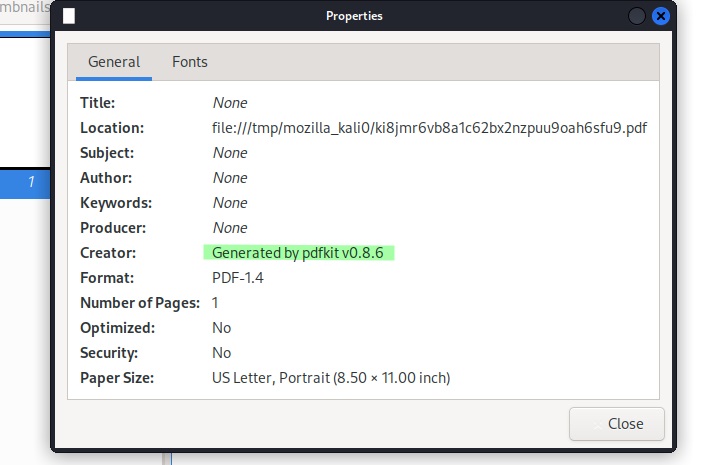 mbnails
Properties
General
Fonts
Title: None
Location: file:///tmp/mozilla_kali0/ki8jmr6vb8a1c62bx2nzpuu9oah6sfu9.pdf
Subject: None
Author: None
Keywords: None
Producer: None
Creator: Generated by pdfkit v0.8.6
Format: PDF-1.4
Number of Pages: 1
Optimized: No
Security: No
Paper Size: US Letter, Portrait (8.50 × 11.00 inch)
1
Close